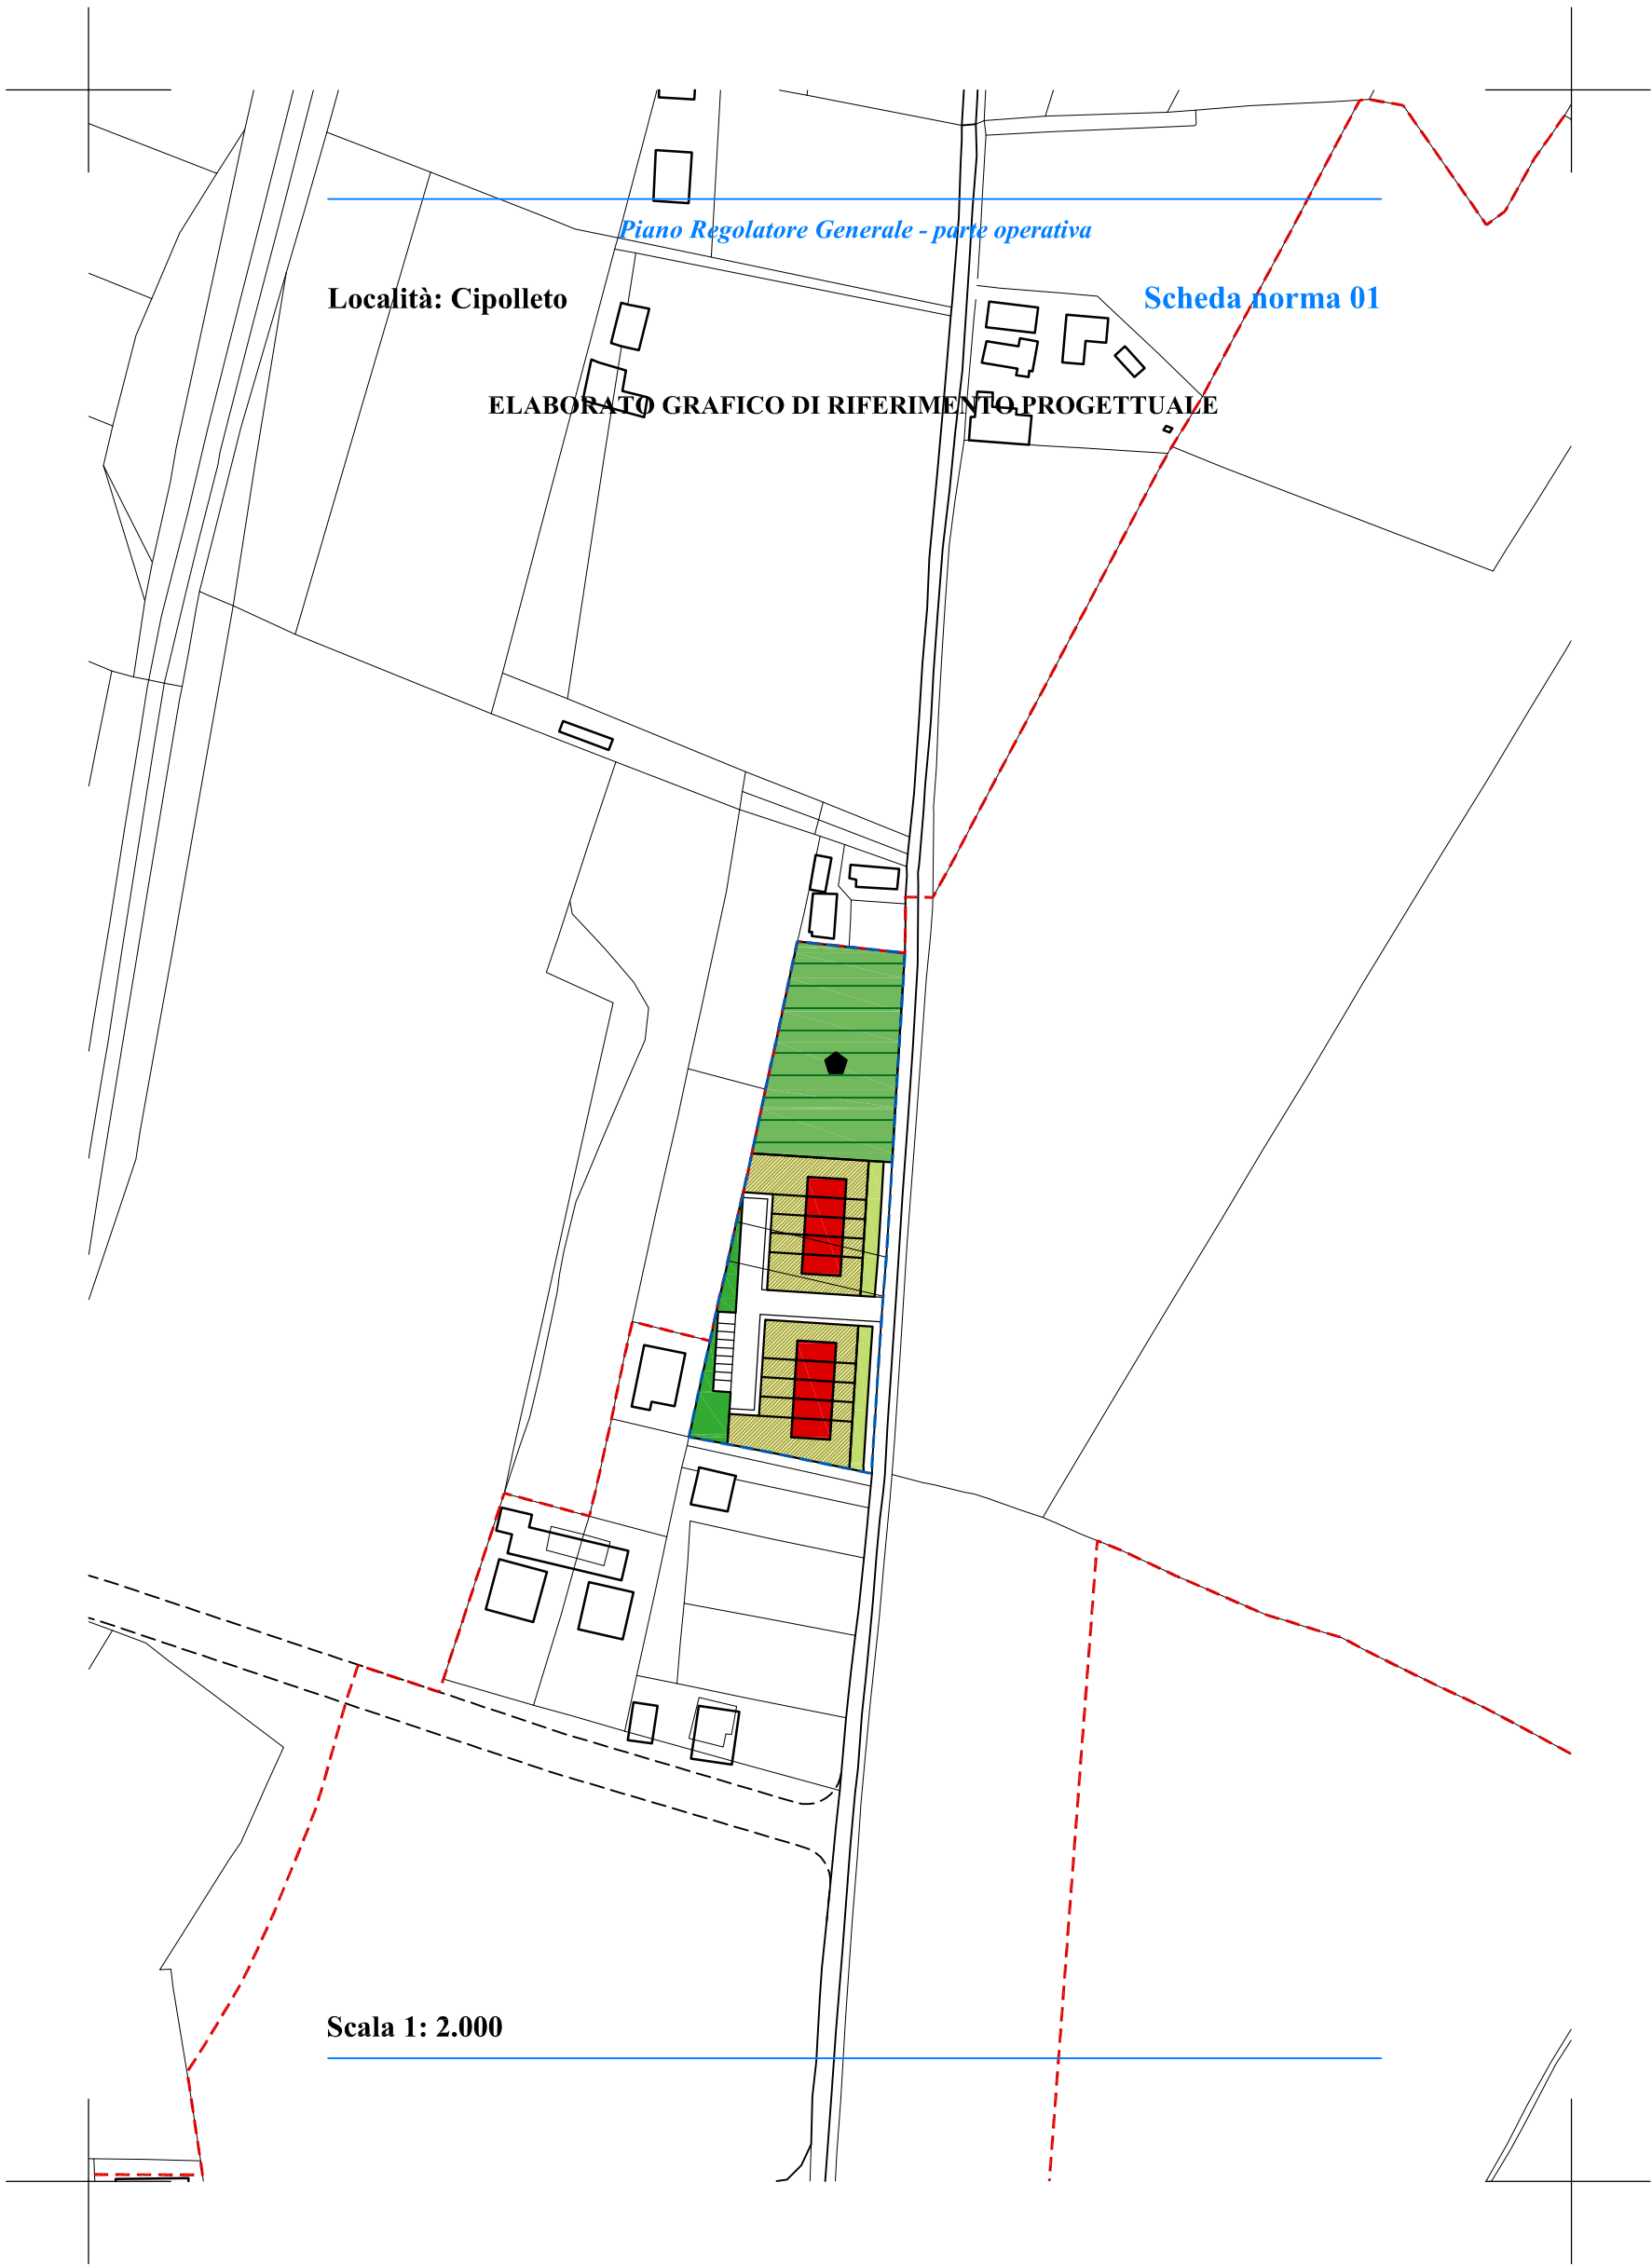 Piano Regolatore Generale - parte operativa
Località: Cipolleto
Scheda norma 01
ELABORATO GRAFICO DI RIFERIMENTO PROGETTUALE
Scala 1: 2.000